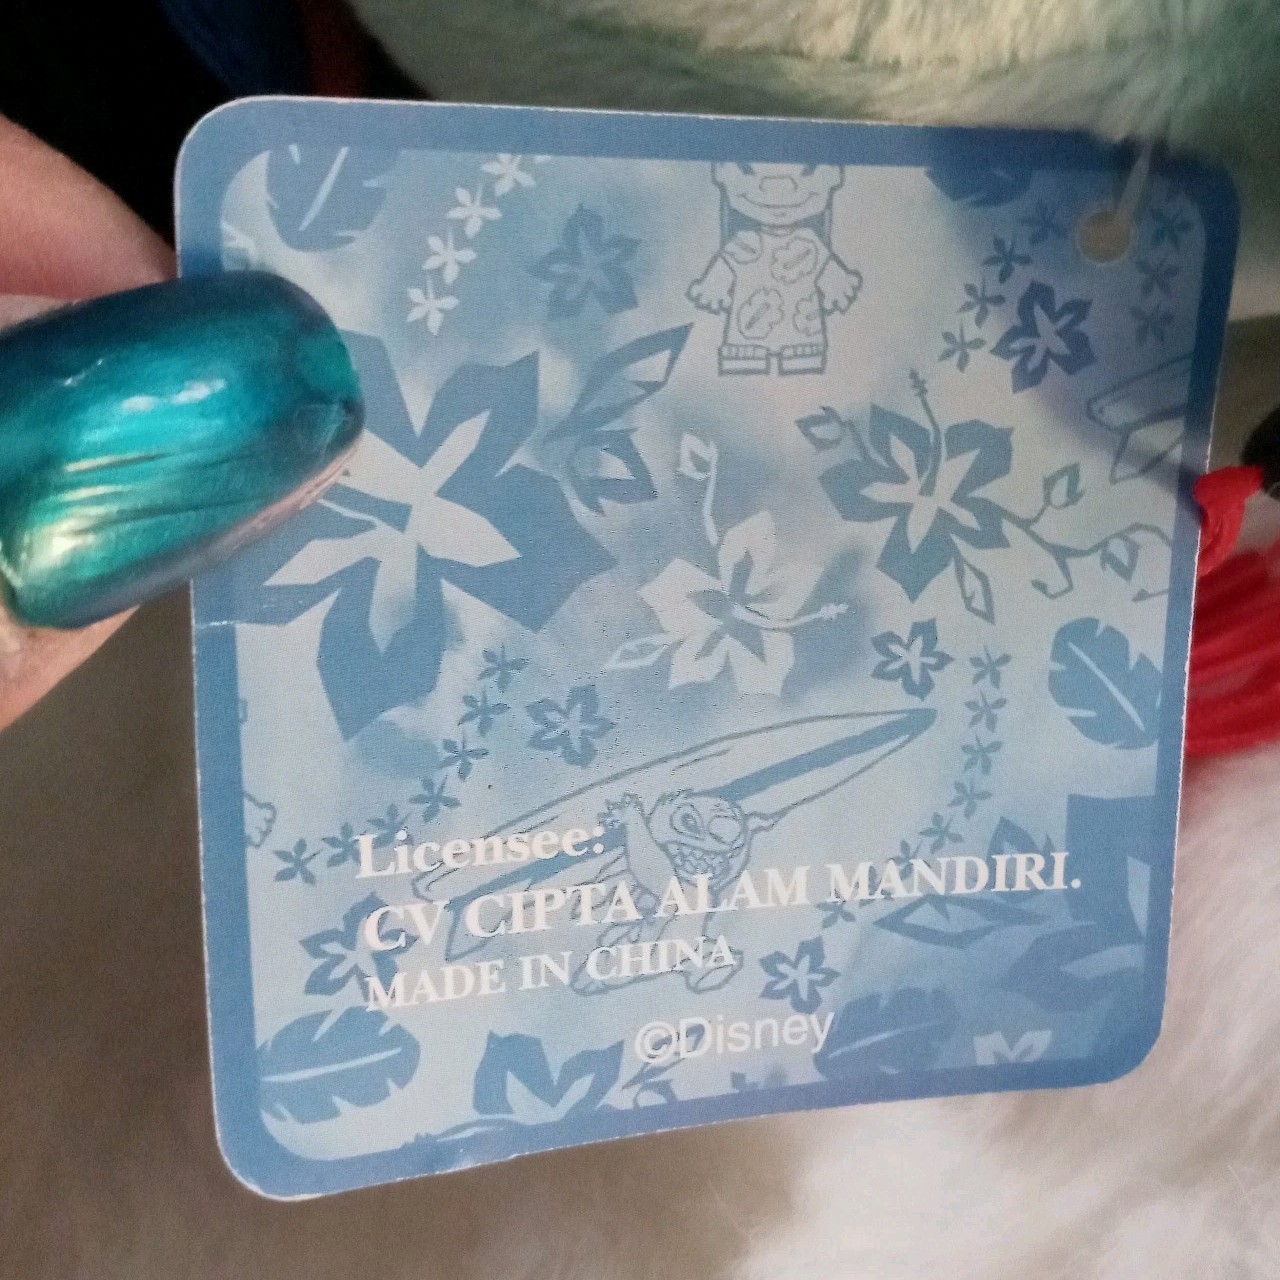 Licensee:
CV CIPTA ALAM MANDIRI.
MADE IN CHINA
©Disney